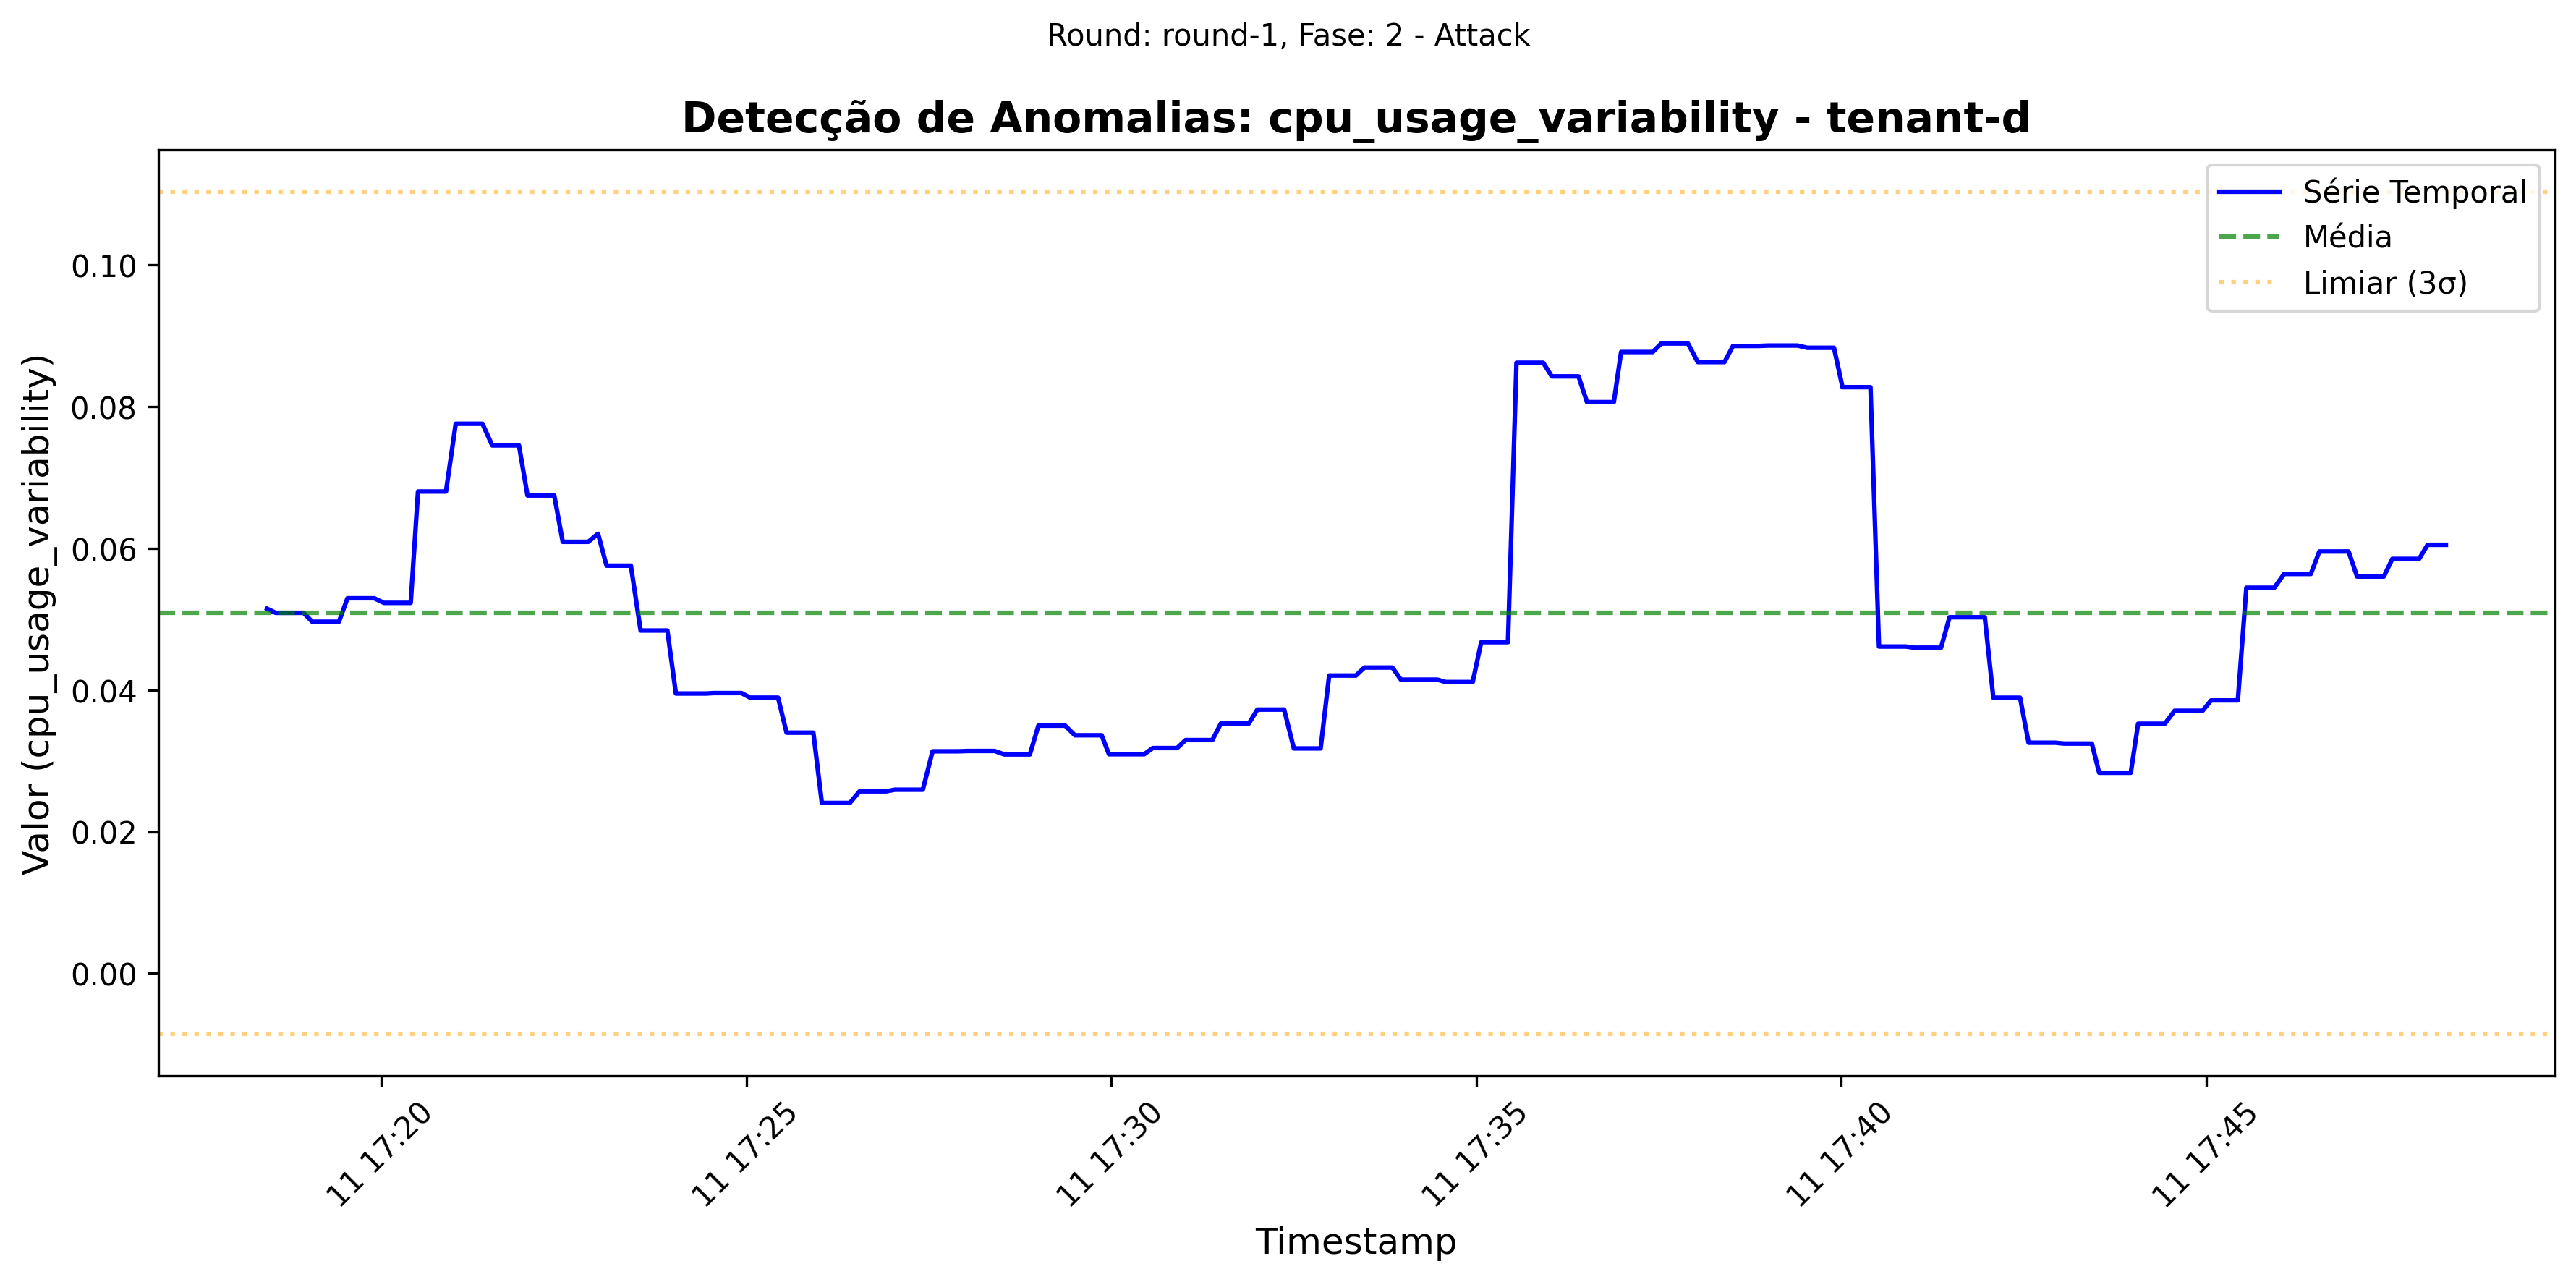 Round: round-1, Fase: 2 - Attack
Detecção de Anomalias: cpu_usage_variability - tenant-d
Série Temporal
Média
Limiar (3σ)
Valor (cpu_usage_variability)
0.10
0.08
0.06
0.04
0.02
0.00
11 17:20
11 17:25
11 17:30
11 17:35
11 17:40
11 17:45
Timestamp